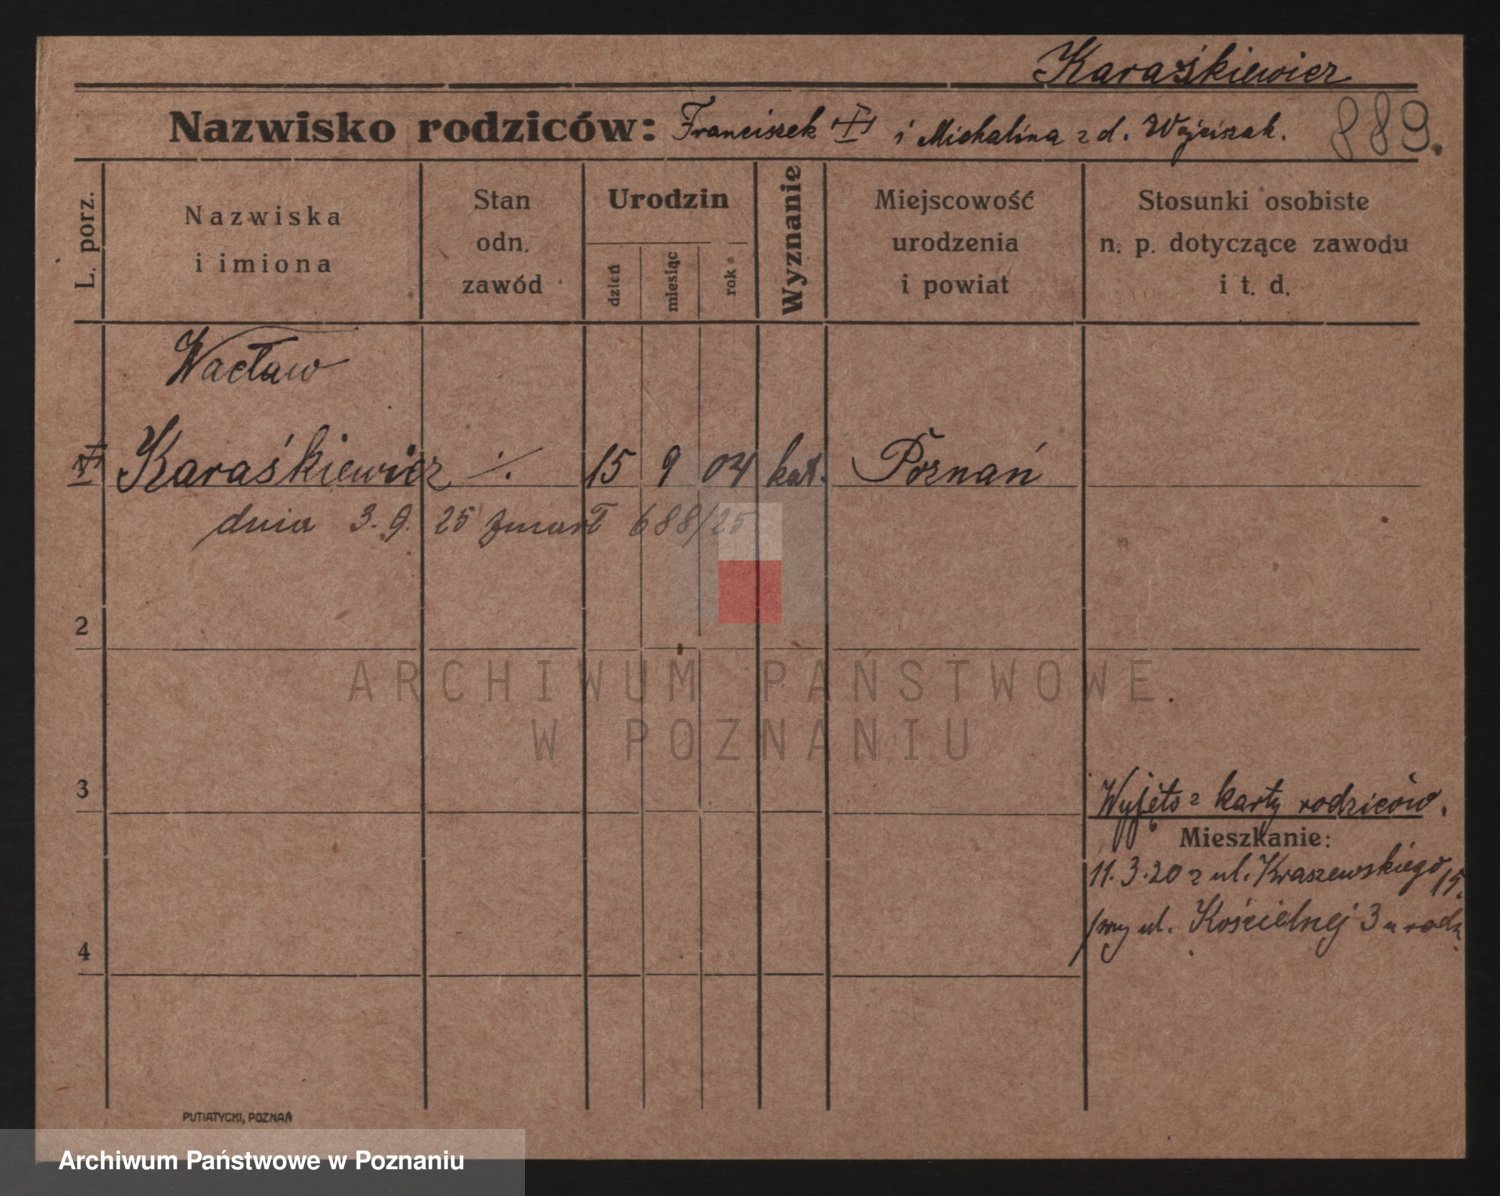 Karaśkiewicz
Nazwisko rodziców: Franciszek i Michalina z d. Wojciszak.
889.
L. porz.
Nazwiska
i imiona
Stan
odn.
zawód
Urodzin
dzień
miesiąc
rok
Wyznanie
Miejscowość
urodzenia
i powiat
Stosunki osobiste
n. p. dotyczące zawodu
i t. d.
Wacław
Karaśkiewicz ./. 15 9 04 kat. Poznań
dnia 3. 9. 25 zmarł 688/25
2
ARCHIWUM PAŃSTWOWE
W POZNANIU
3
Wyjęto z karty rodziców.
Mieszkanie:
11.3.20 z ul. Kraszewskiego 15.
ul. Kościelnej 3 u rodz.
4
PUTIATYCKI, POZNAŃ
Archiwum Państwowe w Poznaniu